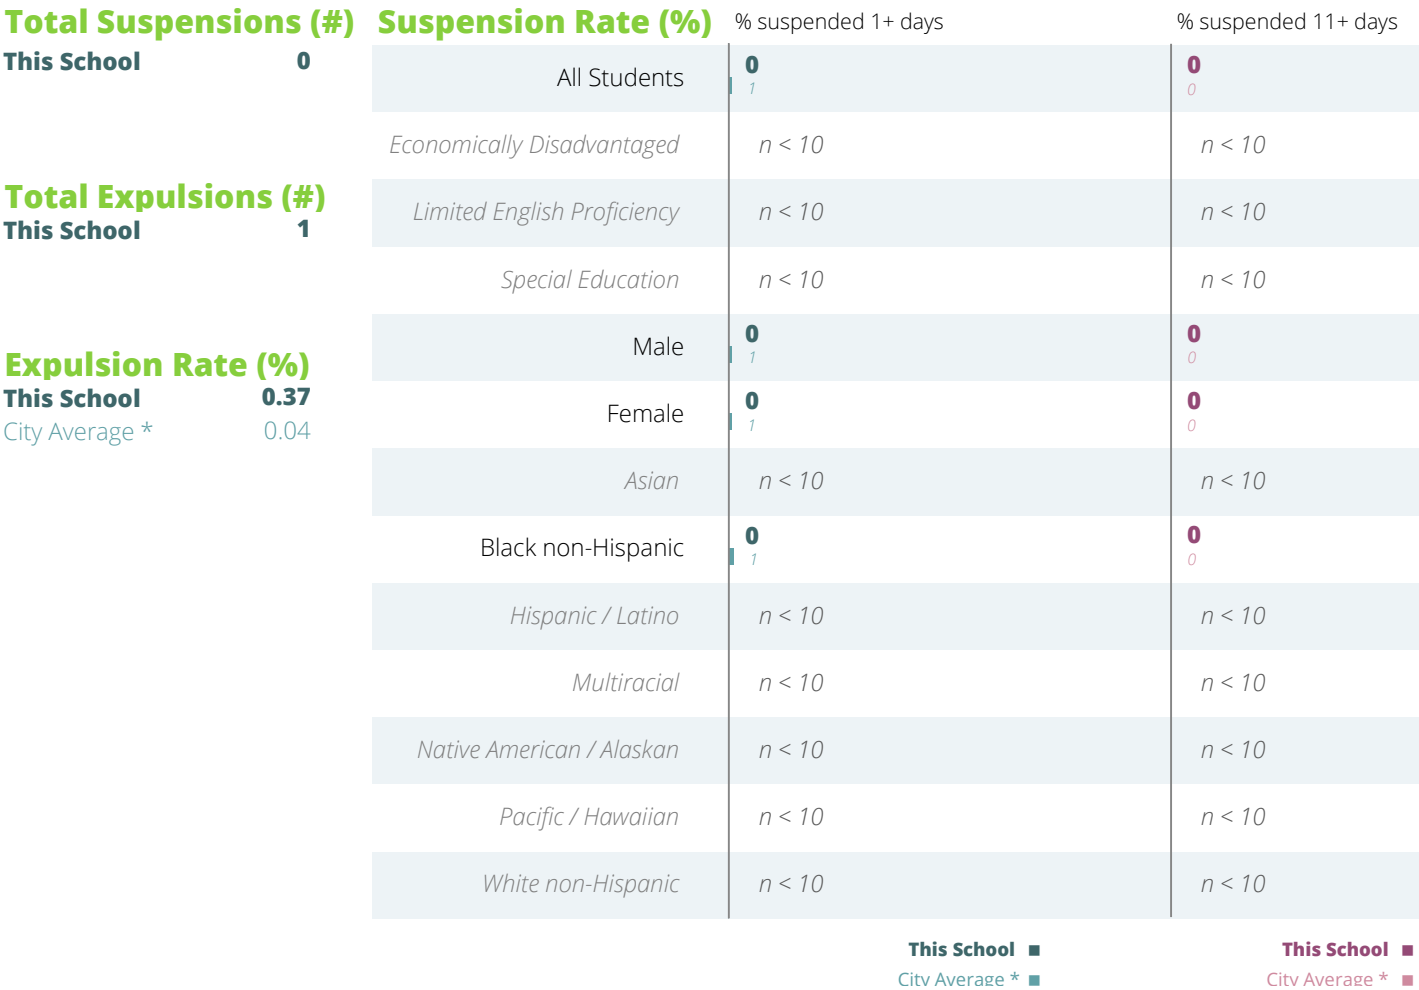 Total Suspensions (#)
This School 0
Total Expulsions (#)
This School 1
Expulsion Rate (%)
This School 0.37
City Average * 0.04
Suspension Rate (%) % suspended 1+ days % suspended 11+ days
All Students 0 0
1 0
Economically Disadvantaged n < 10 n < 10
Limited English Proficiency n < 10 n < 10
Special Education n < 10 n < 10
Male 0 0
1 0
Female 0 0
1 0
Asian n < 10 n < 10
Black non-Hispanic 0 0
1 0
Hispanic / Latino n < 10 n < 10
Multiracial n < 10 n < 10
Native American / Alaskan n < 10 n < 10
Pacific / Hawaiian n < 10 n < 10
White non-Hispanic n < 10 n < 10
This School This School
City Average * City Average *